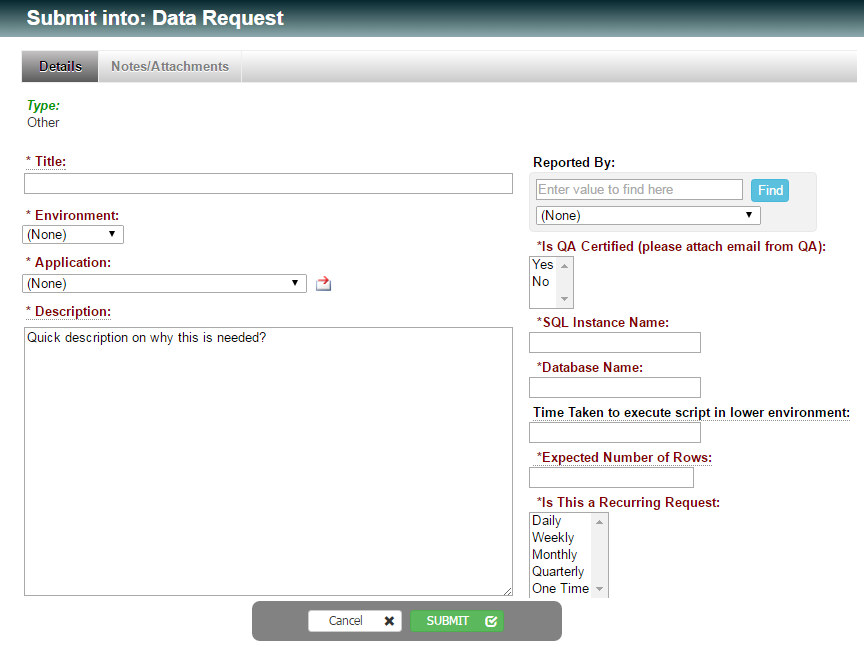 Submit into: Data Request
Details
Notes/Attachments
Type:
Other
* Title:
* Environment:
(None)
* Application:
(None)
* Description:
Quick description on why this is needed?
Reported By:
Enter value to find here
Find
(None)
*Is QA Certified (please attach email from QA):
Yes
No
*SQL Instance Name:
*Database Name:
Time Taken to execute script in lower environment:
*Expected Number of Rows:
*Is This a Recurring Request:
Daily
Weekly
Monthly
Quarterly
One Time
Cancel
SUBMIT